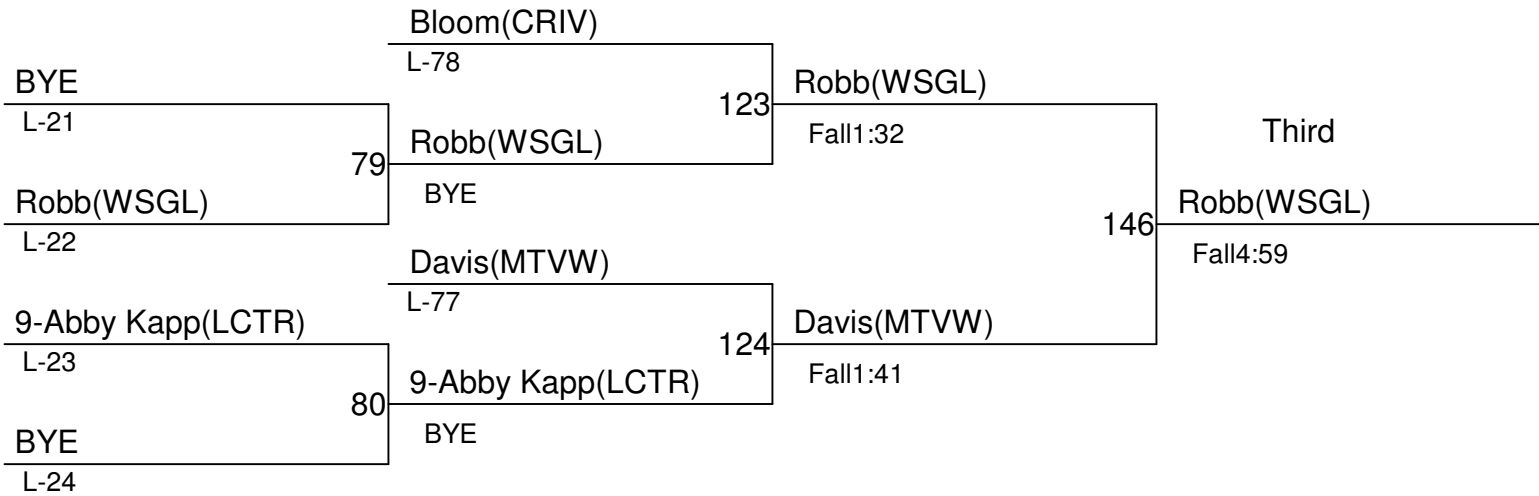 Bloom(CRIV)
L-78
BYE
L-21
123
Robb(WSGL)
Fall1:32
Third
79
Robb(WSGL)
BYE
Robb(WSGL)
L-22
146
Robb(WSGL)
Fall4:59
Davis(MTVW)
L-77
9-Abby Kapp(LCTR)
L-23
124
Davis(MTVW)
Fall1:41
80
9-Abby Kapp(LCTR)
BYE
BYE
L-24